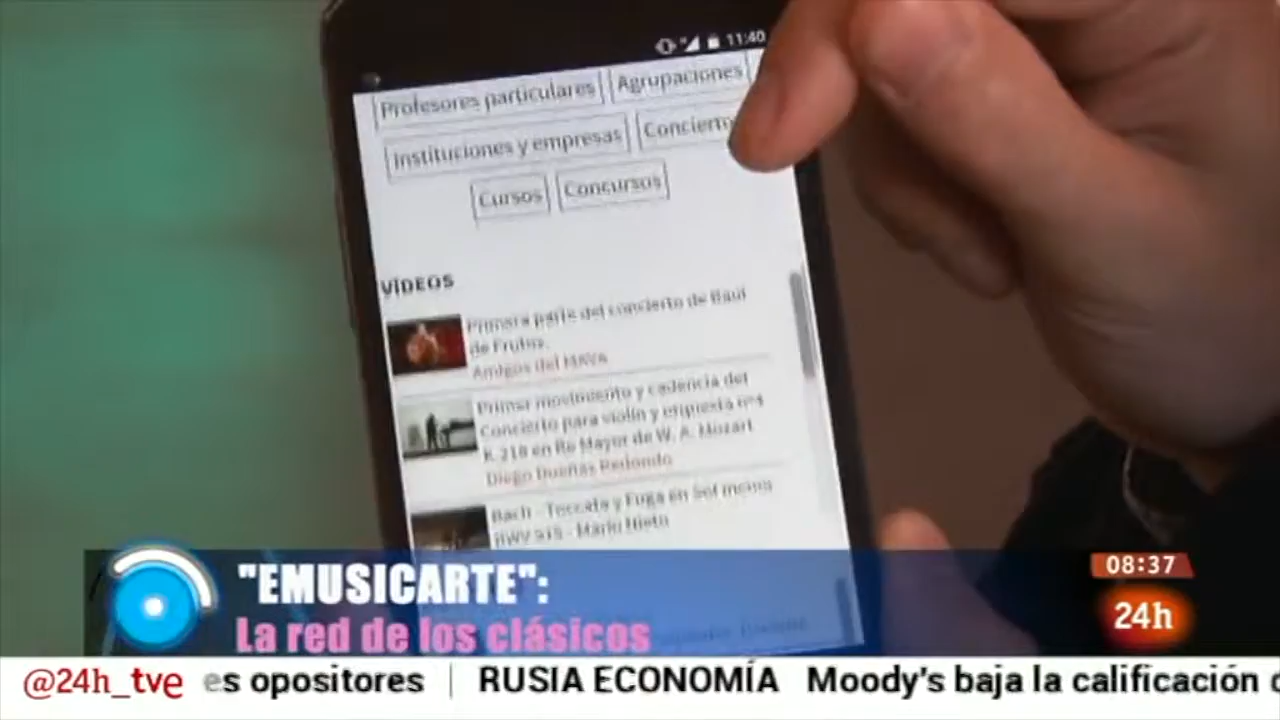 11:40
Profesores particulares
Agrupaciones
Instituciones y empresas
Concierto
Cursos
Concursos
VÍDEOS
Primera parte del concierto de Raúl
de Frutos.
Amigos del
Primer movimiento y cadencia del
Concierto para violín y orquesta nº4
K 218 en Re Mayor de W. A. Mozart
Diego Dueñas Redondo
Bach - Toccata y Fuga en Sol menor
BWV 915 - Mario Nieto
"EMUSICARTE":
La red de los clásicos
08:37
24h
@24h_tve es opositores | RUSIA ECONOMÍA Moody's baja la calificación